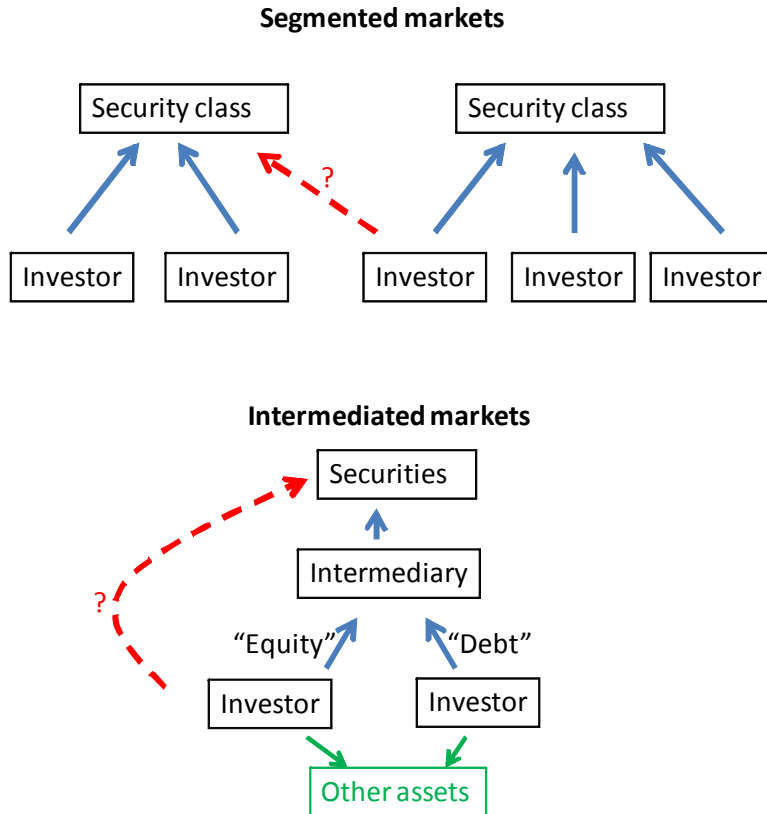 Segmented markets
Security class
Security class
?
Investor
Investor
Investor
Investor
Investor
Intermediated markets
Securities
Intermediary
?
“Equity”
“Debt”
Investor
Investor
Other assets